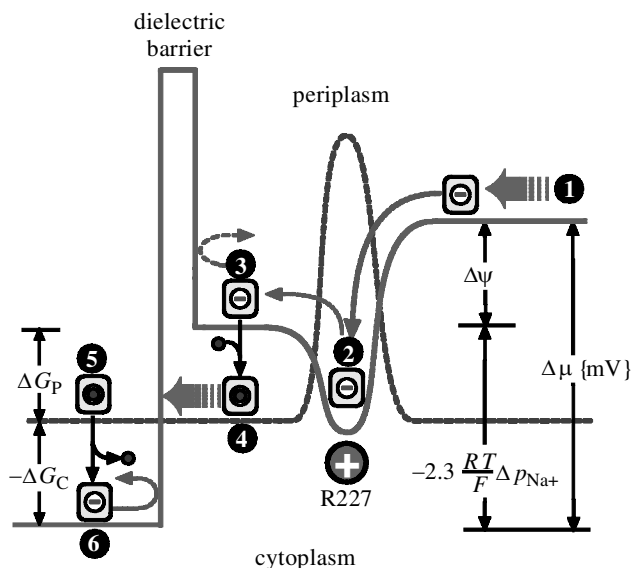 dielectric
barrier
periplasm
1
Δψ
3
2
Δμ {mV}
5
ΔG_P
4
−ΔG_C
R227
−2.3 RT/F Δp_Na+
6
cytoplasm